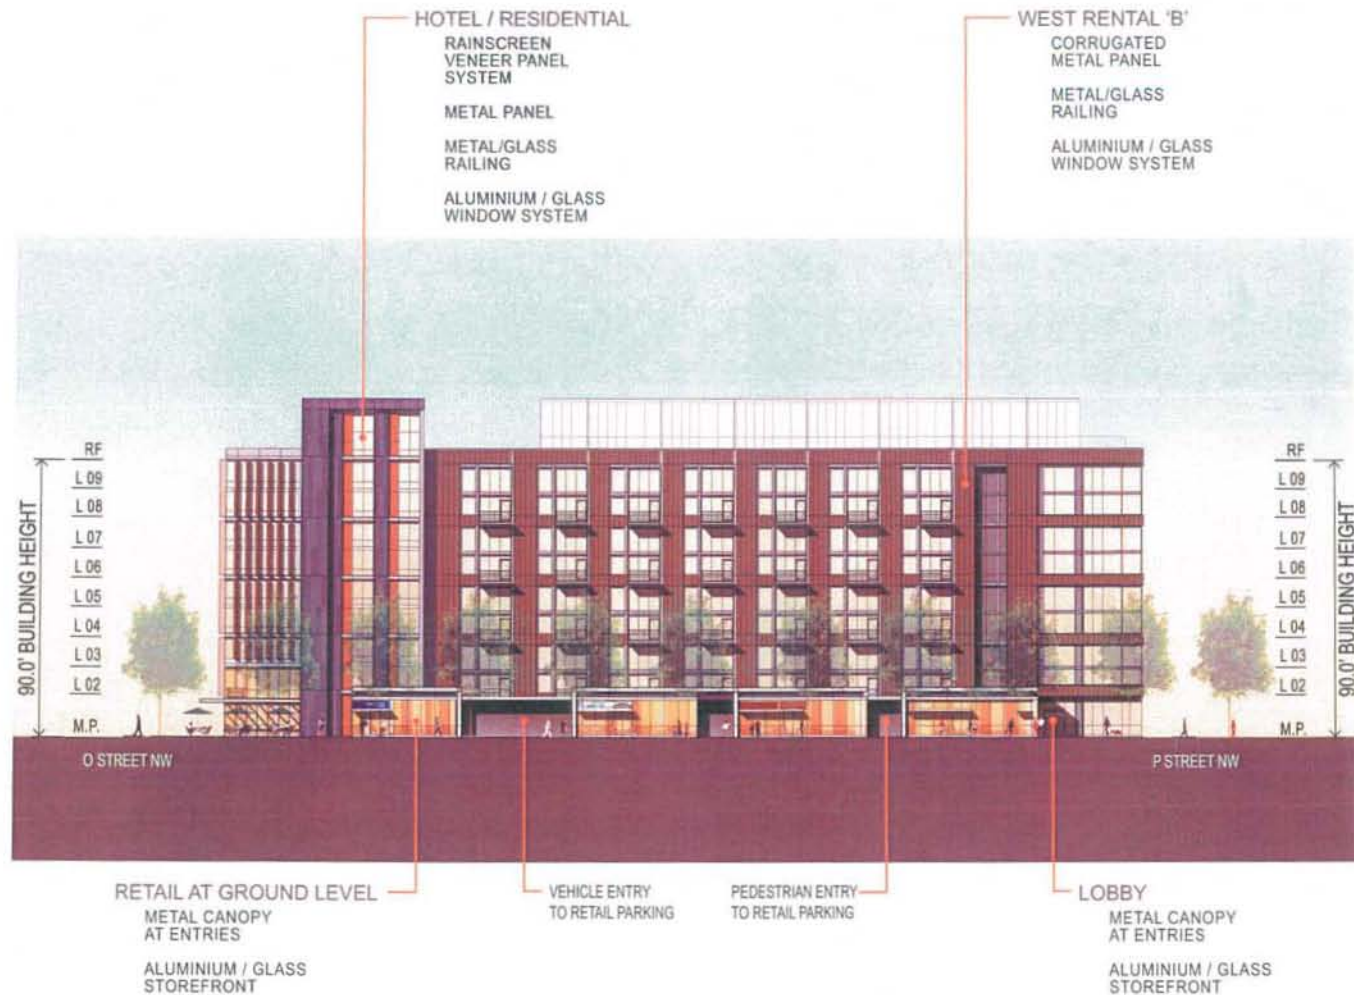 HOTEL / RESIDENTIAL
RAINSCREEN
VENEER PANEL
SYSTEM
METAL PANEL
METAL/GLASS
RAILING
ALUMINIUM / GLASS
WINDOW SYSTEM
WEST RENTAL 'B'
CORRUGATED
METAL PANEL
METAL/GLASS
RAILING
ALUMINIUM / GLASS
WINDOW SYSTEM
90.0' BUILDING HEIGHT
RF
L 09
L 08
L 07
L 06
L 05
L 04
L 03
L 02
M.P.
RF
L 09
L 08
L 07
L 06
L 05
L 04
L 03
L 02
M.P.
90.0' BUILDING HEIGHT
O STREET NW
P STREET NW
RETAIL AT GROUND LEVEL
METAL CANOPY
AT ENTRIES
ALUMINIUM / GLASS
STOREFRONT
VEHICLE ENTRY
TO RETAIL PARKING
PEDESTRIAN ENTRY
TO RETAIL PARKING
LOBBY
METAL CANOPY
AT ENTRIES
ALUMINIUM / GLASS
STOREFRONT